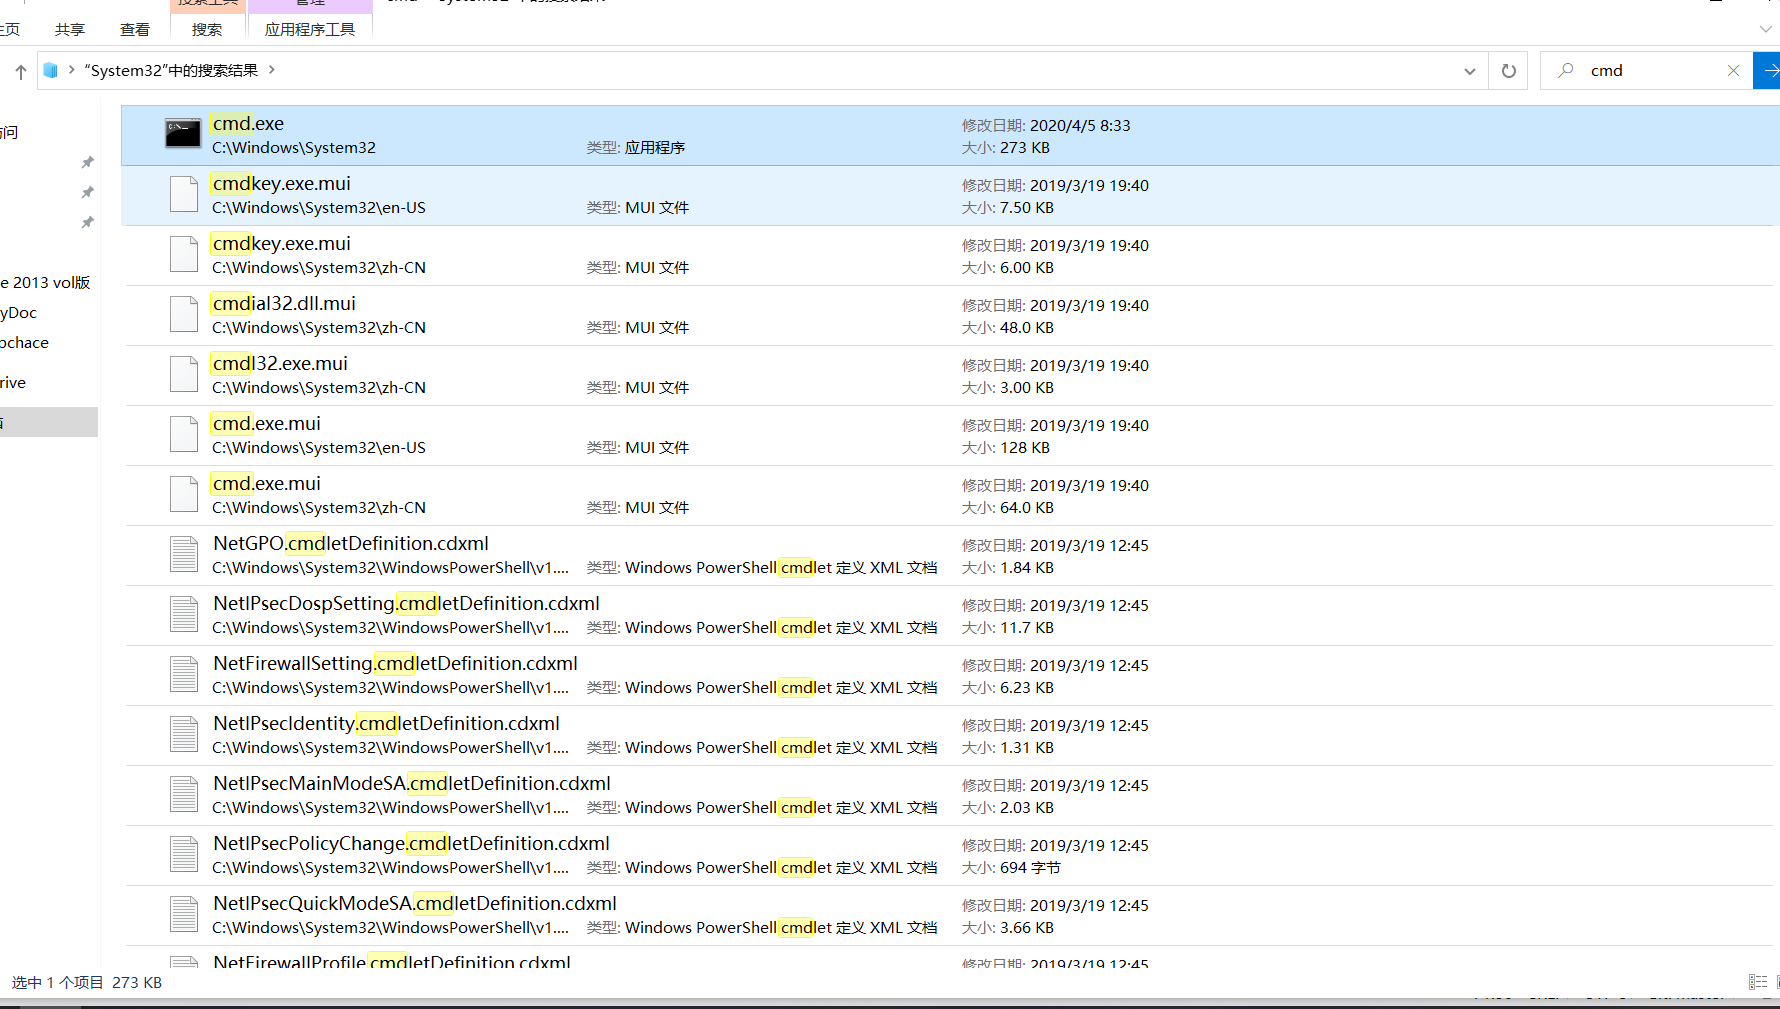 共享
查看
搜索
应用程序工具
“System32”中的搜索结果
cmd
cmd.exe
C:\Windows\System32
类型: 应用程序
修改日期: 2020/4/5 8:33
大小: 273 KB
cmdkey.exe.mui
C:\Windows\System32\en-US
类型: MUI 文件
修改日期: 2019/3/19 19:40
大小: 7.50 KB
cmdkey.exe.mui
C:\Windows\System32\zh-CN
类型: MUI 文件
修改日期: 2019/3/19 19:40
大小: 6.00 KB
cmdial32.dll.mui
C:\Windows\System32\zh-CN
类型: MUI 文件
修改日期: 2019/3/19 19:40
大小: 48.0 KB
cmdl32.exe.mui
C:\Windows\System32\zh-CN
类型: MUI 文件
修改日期: 2019/3/19 19:40
大小: 3.00 KB
cmd.exe.mui
C:\Windows\System32\en-US
类型: MUI 文件
修改日期: 2019/3/19 19:40
大小: 128 KB
cmd.exe.mui
C:\Windows\System32\zh-CN
类型: MUI 文件
修改日期: 2019/3/19 19:40
大小: 64.0 KB
NetGPO.cmdletDefinition.cdxml
C:\Windows\System32\WindowsPowerShell\v1....
类型: Windows PowerShell cmdlet 定义 XML 文档
修改日期: 2019/3/19 12:45
大小: 1.84 KB
NetIPsecDospSetting.cmdletDefinition.cdxml
C:\Windows\System32\WindowsPowerShell\v1....
类型: Windows PowerShell cmdlet 定义 XML 文档
修改日期: 2019/3/19 12:45
大小: 11.7 KB
NetFirewallSetting.cmdletDefinition.cdxml
C:\Windows\System32\WindowsPowerShell\v1....
类型: Windows PowerShell cmdlet 定义 XML 文档
修改日期: 2019/3/19 12:45
大小: 6.23 KB
NetIPsecIdentity.cmdletDefinition.cdxml
C:\Windows\System32\WindowsPowerShell\v1....
类型: Windows PowerShell cmdlet 定义 XML 文档
修改日期: 2019/3/19 12:45
大小: 1.31 KB
NetIPsecMainModeSA.cmdletDefinition.cdxml
C:\Windows\System32\WindowsPowerShell\v1....
类型: Windows PowerShell cmdlet 定义 XML 文档
修改日期: 2019/3/19 12:45
大小: 2.03 KB
NetIPsecPolicyChange.cmdletDefinition.cdxml
C:\Windows\System32\WindowsPowerShell\v1....
类型: Windows PowerShell cmdlet 定义 XML 文档
修改日期: 2019/3/19 12:45
大小: 694 字节
NetIPsecQuickModeSA.cmdletDefinition.cdxml
C:\Windows\System32\WindowsPowerShell\v1....
类型: Windows PowerShell cmdlet 定义 XML 文档
修改日期: 2019/3/19 12:45
大小: 3.66 KB
NetFirewallProfile.cmdletDefinition.cdxml
修改日期: 2019/3/19 12:45
问
e 2013 vol版
yDoc
pchace
rive
选中 1 个项目 273 KB